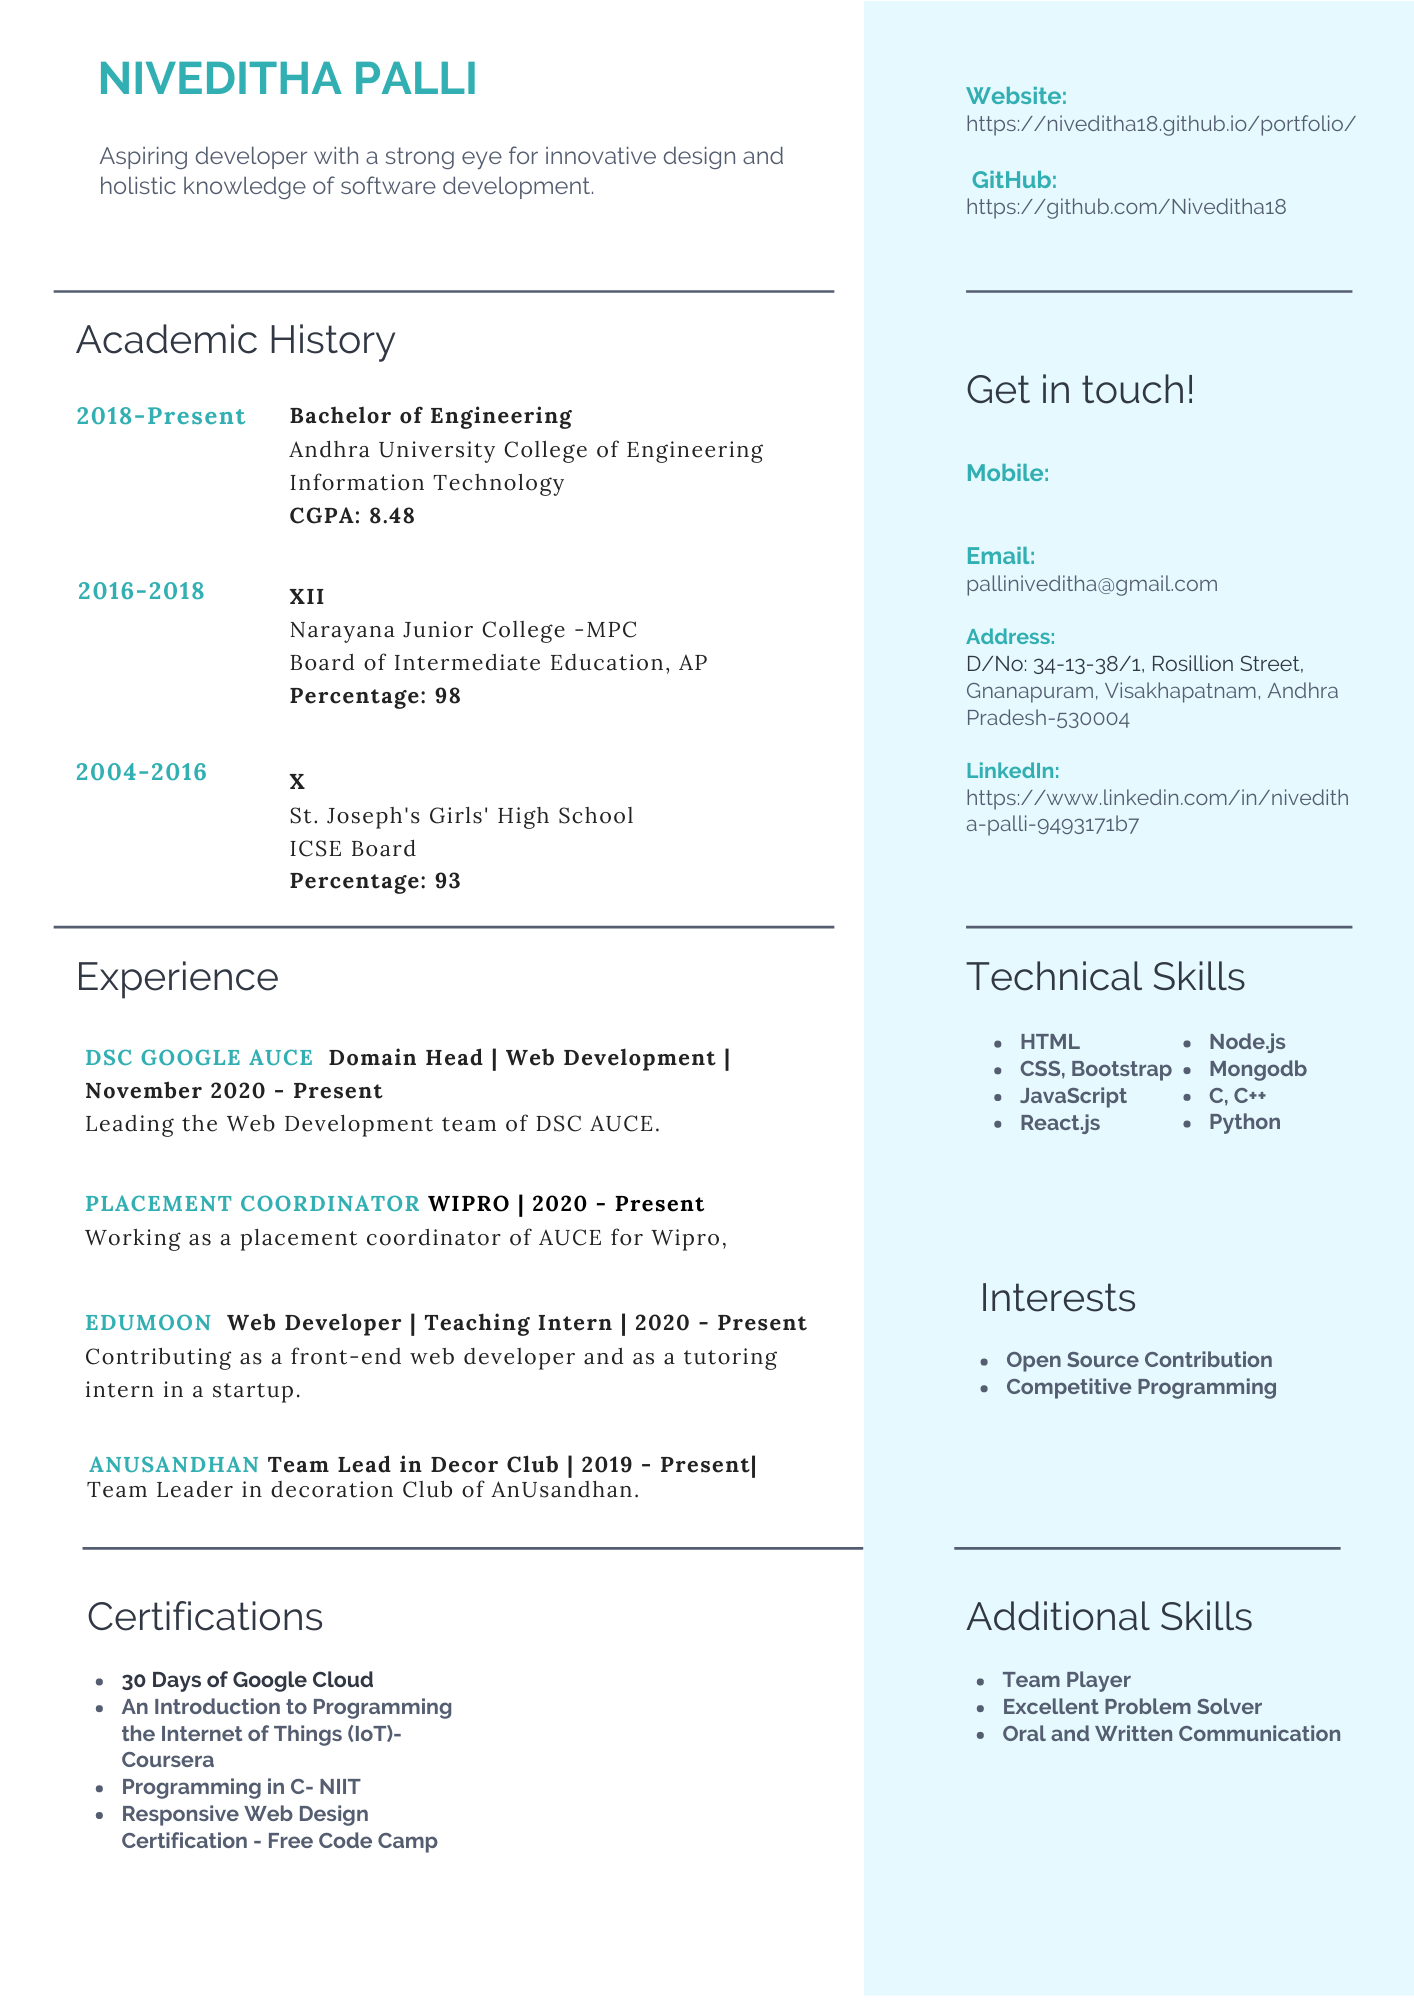 NIVEDITHA PALLI
Aspiring developer with a strong eye for innovative design and
holistic knowledge of software development.
Website:
https://niveditha18.github.io/portfolio/
GitHub:
https://github.com/Niveditha18
Academic History
2018-Present
Bachelor of Engineering
Andhra University College of Engineering
Information Technology
CGPA: 8.48
2016-2018
XII
Narayana Junior College -MPC
Board of Intermediate Education, AP
Percentage: 98
2004-2016
X
St. Joseph's Girls' High School
ICSE Board
Percentage: 93
Get in touch!
Mobile:
Email:
palliniveditha@gmail.com
Address:
D/No: 34-13-38/1, Rosillion Street,
Gnanapuram, Visakhapatnam, Andhra
Pradesh-530004
LinkedIn:
https://www.linkedin.com/in/nivedith
a-palli-9493171b7
Experience
DSC GOOGLE AUCE Domain Head | Web Development |
November 2020 - Present
Leading the Web Development team of DSC AUCE.
PLACEMENT COORDINATOR WIPRO | 2020 - Present
Working as a placement coordinator of AUCE for Wipro,
EDUMOON Web Developer | Teaching Intern | 2020 - Present
Contributing as a front-end web developer and as a tutoring
intern in a startup.
ANUSANDHAN Team Lead in Decor Club | 2019 - Present|
Team Leader in decoration Club of AnUsandhan.
Technical Skills
• HTML
• CSS, Bootstrap
• JavaScript
• React.js
• Node.js
• Mongodb
• C, C++
• Python
Interests
• Open Source Contribution
• Competitive Programming
Certifications
• 30 Days of Google Cloud
• An Introduction to Programming
the Internet of Things (IoT)-
Coursera
• Programming in C- NIIT
• Responsive Web Design
Certification - Free Code Camp
Additional Skills
• Team Player
• Excellent Problem Solver
• Oral and Written Communication